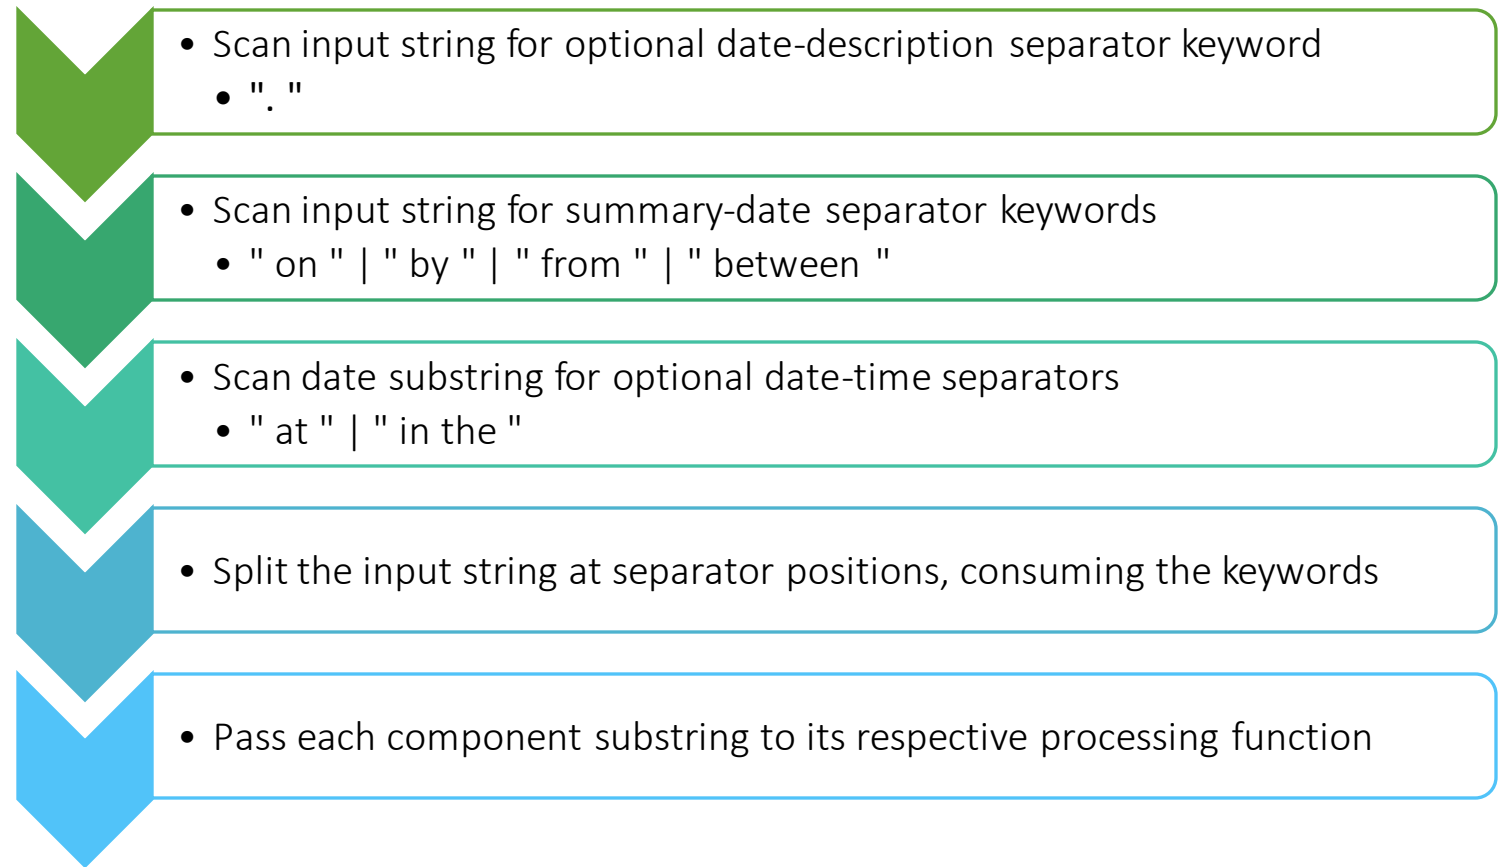 • Scan input string for optional date-description separator keyword
• ". "
• Scan input string for summary-date separator keywords
• " on " | " by " | " from " | " between "
• Scan date substring for optional date-time separators
• " at " | " in the "
• Split the input string at separator positions, consuming the keywords
• Pass each component substring to its respective processing function